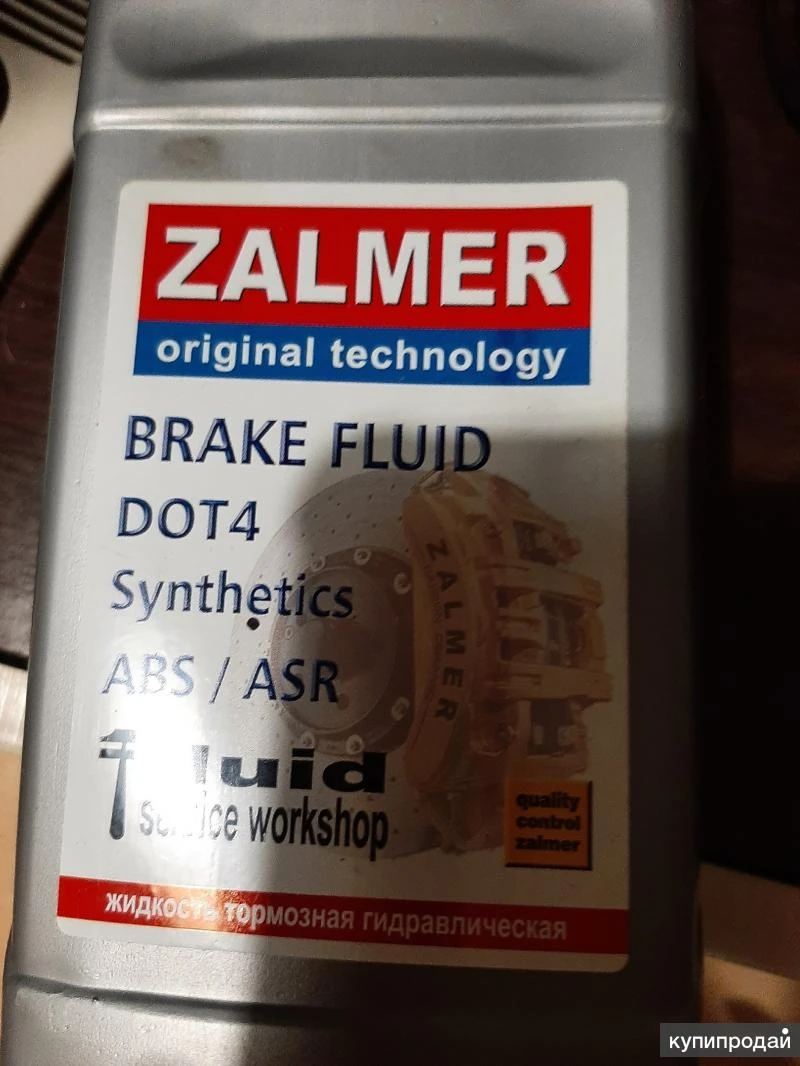 ZALMER
original technology
BRAKE FLUID
DOT4
Synthetics
ABS / ASR
fluid
service workshop
ZALMER
quality
control
zalmer
жидкость тормозная гидравлическая
купипродай